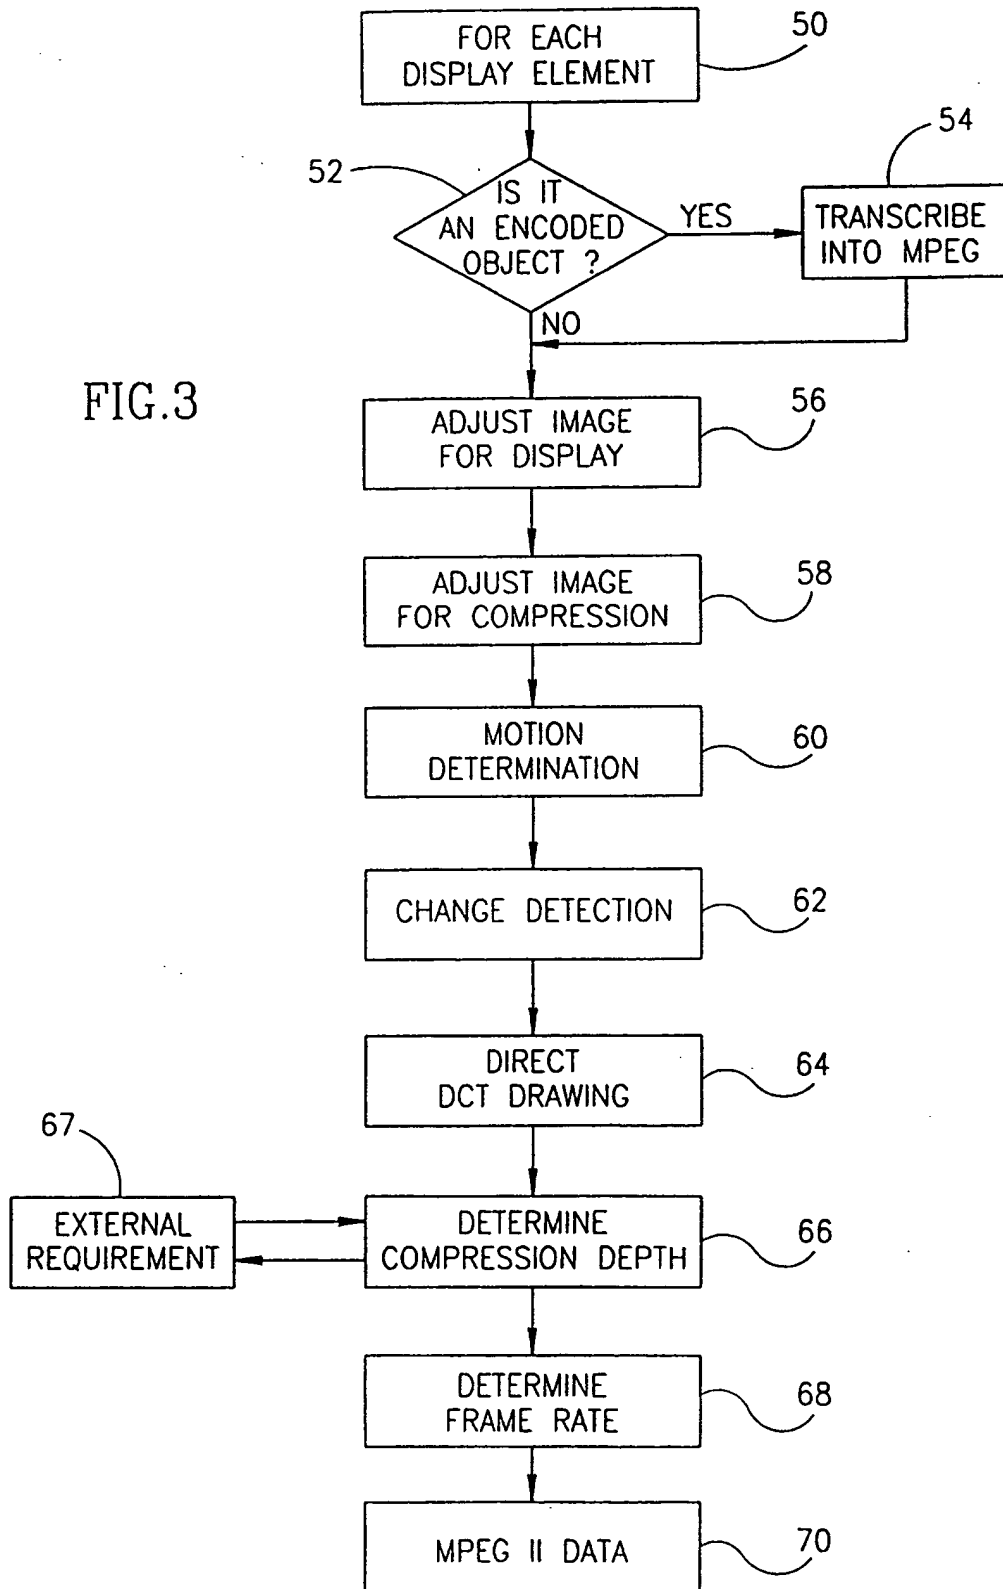 FOR EACH
DISPLAY ELEMENT
50
52
IS IT
AN ENCODED
OBJECT ?
YES
54
TRANSCRIBE
INTO MPEG
NO
FIG.3
ADJUST IMAGE
FOR DISPLAY
56
ADJUST IMAGE
FOR COMPRESSION
58
MOTION
DETERMINATION
60
CHANGE DETECTION
62
DIRECT
DCT DRAWING
64
67
EXTERNAL
REQUIREMENT
DETERMINE
COMPRESSION DEPTH
66
DETERMINE
FRAME RATE
68
MPEG II DATA
70